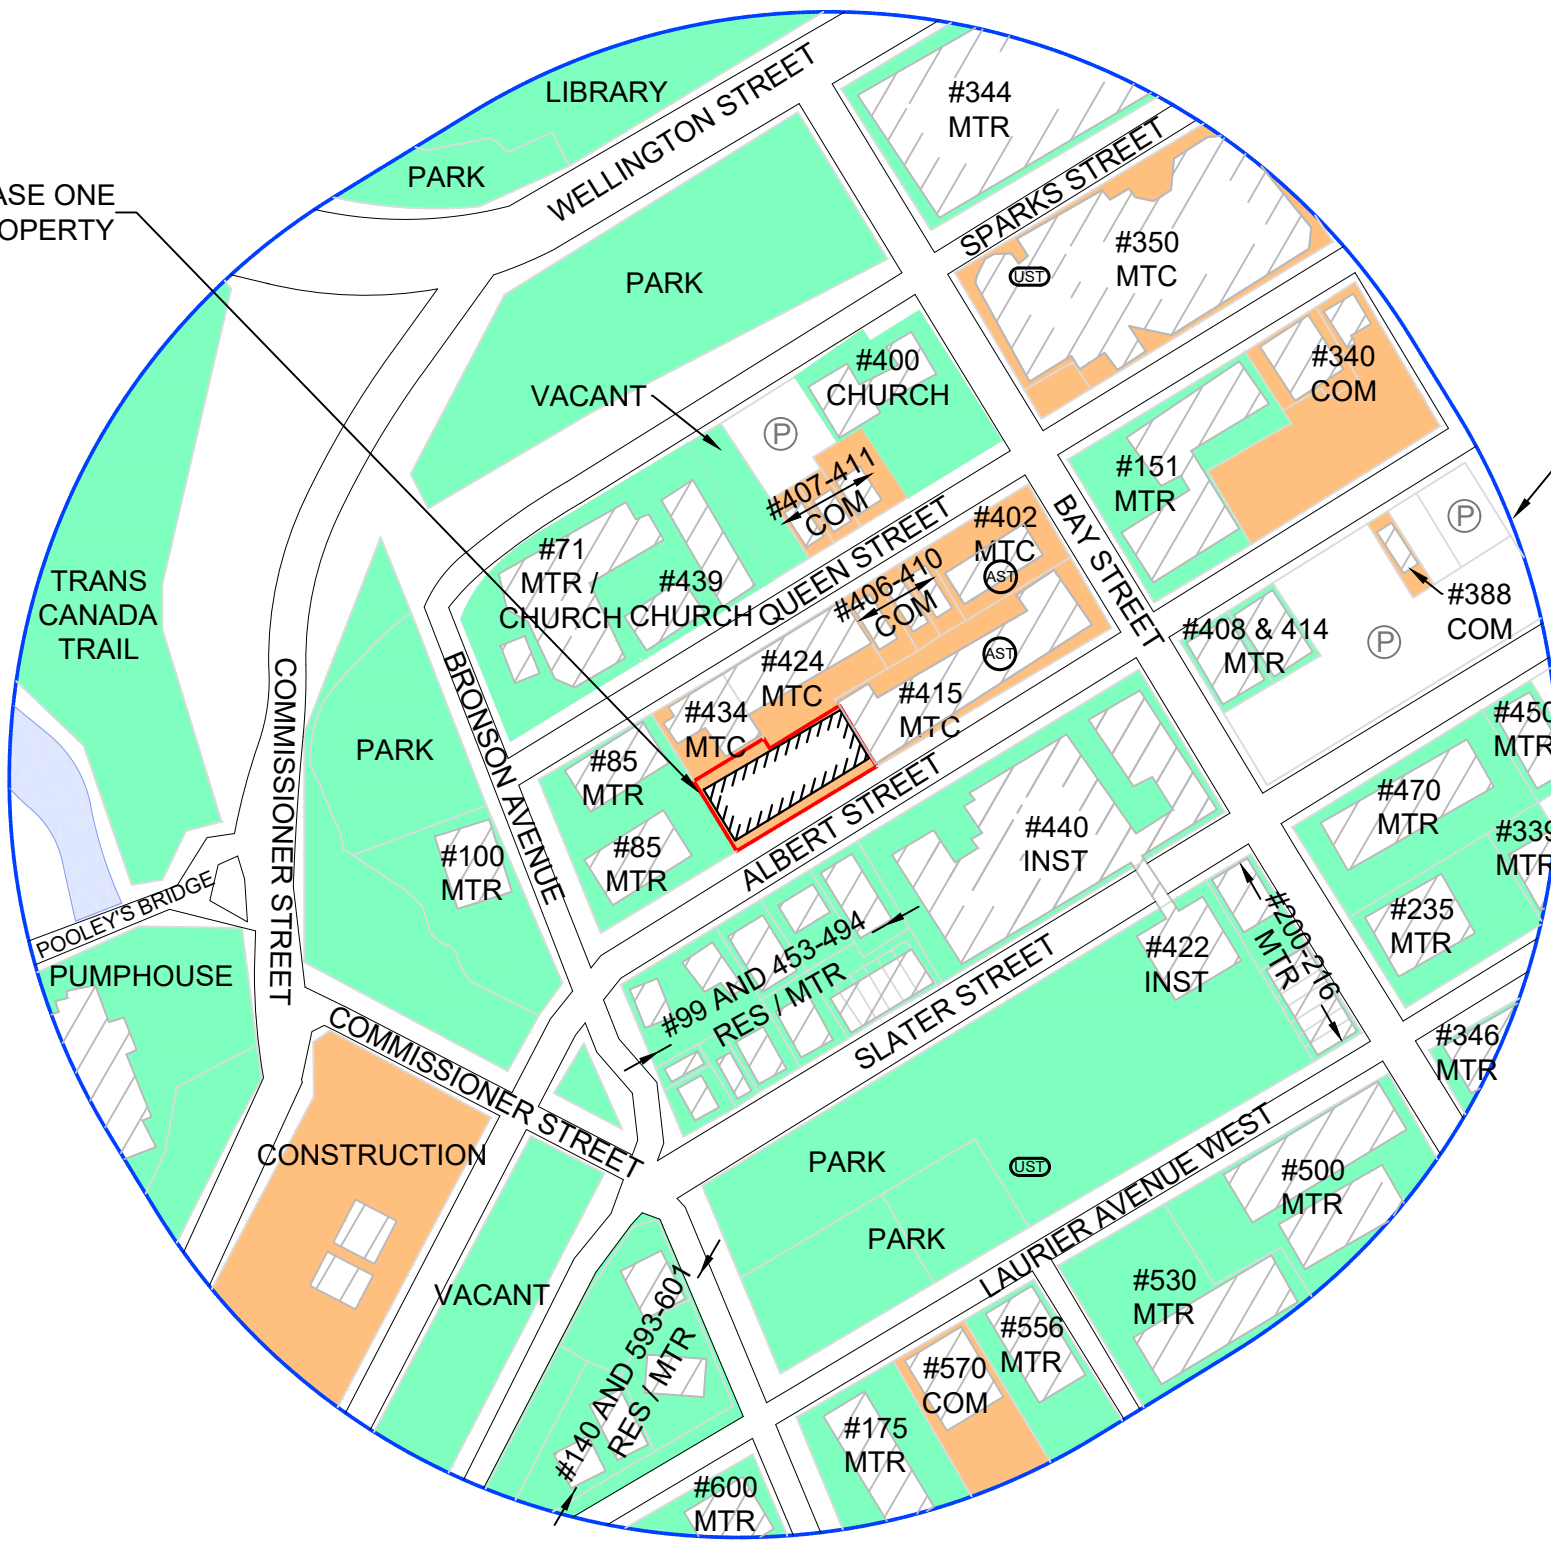 LIBRARY
PARK
WELLINGTON STREET
#344
MTR
SPARKS STREET
ASE ONE
OPERTY
PARK
#350
MTC
UST
VACANT
#400
CHURCH
P
#340
COM
#407-411
COM
#151
MTR
P
#71
MTR /
CHURCH
#439
CHURCH
QUEEN STREET
#402
MTC
AST
#406-410
COM
BAY STREET
#388
COM
P
#408 & 414
MTR
TRANS
CANADA
TRAIL
COMMISSIONER STREET
BRONSON AVENUE
PARK
#424
MTC
AST
#415
MTC
#434
MTC
#85
MTR
#85
MTR
ALBERT STREET
#450
MTR
#470
MTR
#339
MTR
#440
INST
#100
MTR
POOLEY'S BRIDGE
PUMPHOUSE
#99 AND 453-494
RES / MTR
SLATER STREET
#422
INST
#200-216
MTR
#235
MTR
#346
MTR
COMMISSIONER STREET
CONSTRUCTION
PARK
UST
PARK
LAURIER AVENUE WEST
#500
MTR
#530
MTR
VACANT
#140 AND 593-601
RES / MTR
#556
MTR
#570
COM
#175
MTR
#600
MTR